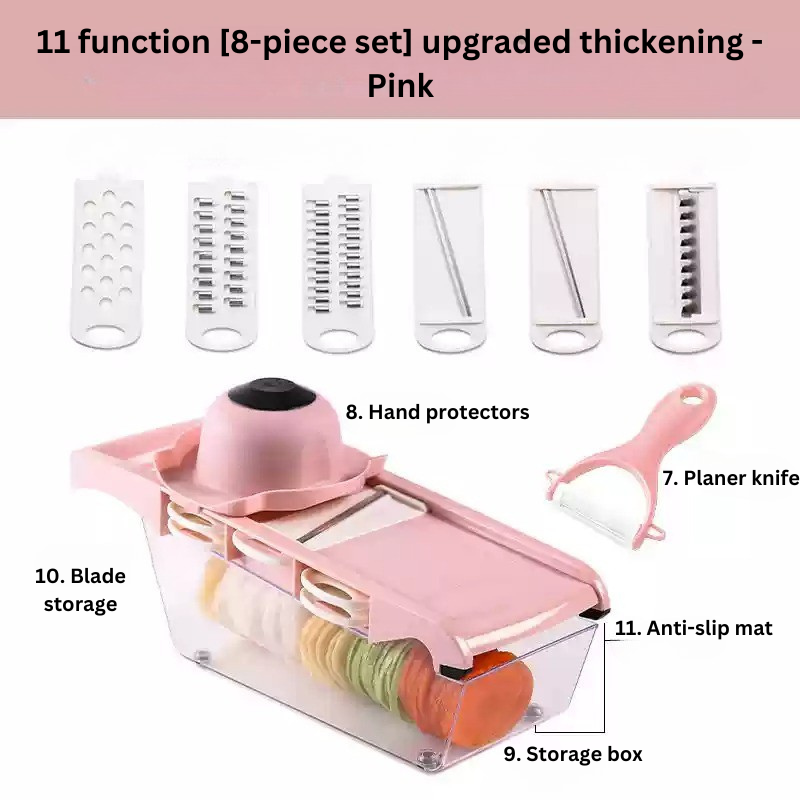 11 function [8-piece set] upgraded thickening -
Pink
8. Hand protectors
7. Planer knife
10. Blade
storage
11. Anti-slip mat
9. Storage box